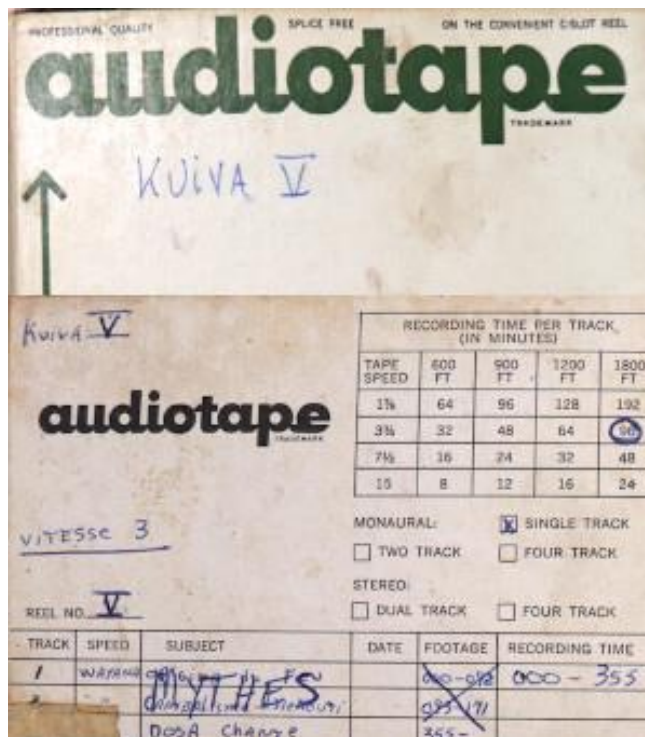 PROFESSIONAL QUALITY SPLICE FREE ON THE CONVENIENT C-SLOT REEL
audiotape
TRADEMARK
KUiVA V
Kuiva V
audiotape
TRADEMARK
RECORDING TIME PER TRACK
(IN MINUTES)
TAPE SPEED 600 FT 900 FT 1200 FT 1800 FT
1⅞ 64 96 128 192
3¾ 32 48 64 96
7½ 16 24 32 48
15 8 12 16 24
MONAURAL: SINGLE TRACK
TWO TRACK FOUR TRACK
STEREO:
DUAL TRACK FOUR TRACK
VITESSE 3
REEL NO. V
TRACK SPEED SUBJECT DATE FOOTAGE RECORDING TIME
1 WAYANA MYTHES 000-355
DOSA Change 355-